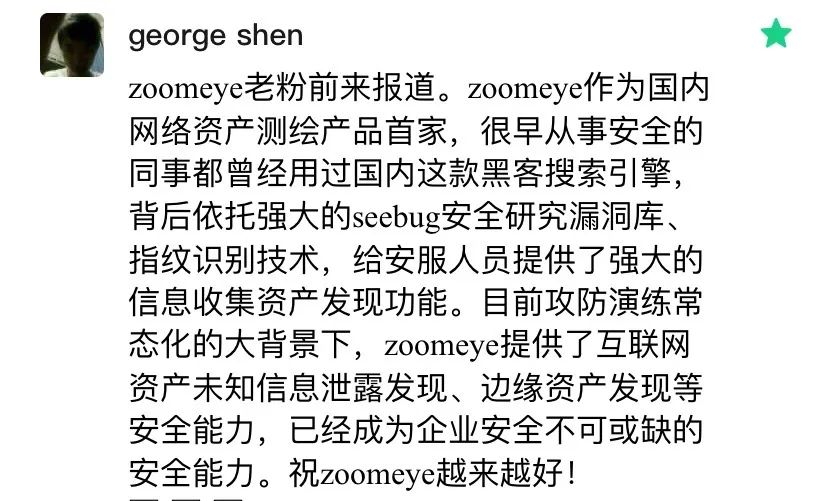 george shen
zoomeye老粉前来报道。zoomeye作为国内
网络资产测绘产品首家，很早从事安全的
同事都曾经用过国内这款黑客搜索引擎，
背后依托强大的seebug安全研究漏洞库、
指纹识别技术，给安服人员提供了强大的
信息收集资产发现功能。目前攻防演练常
态化的大背景下，zoomeye提供了互联网
资产未知信息泄露发现、边缘资产发现等
安全能力，已经成为企业安全不可或缺的
安全能力。祝zoomeye越来越好！